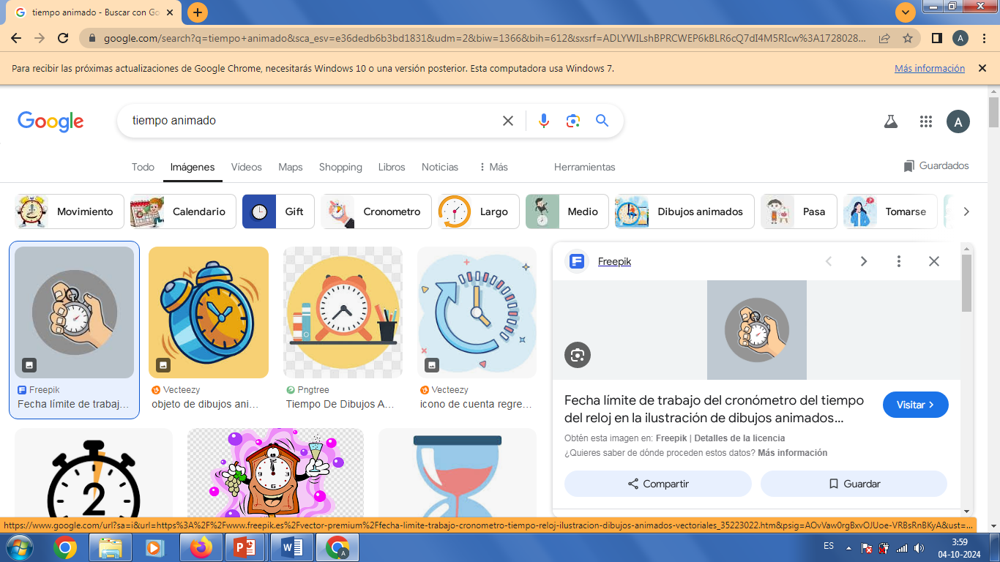 tiempo animado - Buscar con Go
google.com/search?q=tiempo+animado&sca_esv=e36dedb6b3bd1831&udm=2&biw=1366&bih=612&sxsrf=ADLYWILshBPRCWEP6kBLR6cQ7dI4M5RIcw%3A1728028...
A
Para recibir las próximas actualizaciones de Google Chrome, necesitarás Windows 10 o una versión posterior. Esta computadora usa Windows 7.
Más información
Google
tiempo animado
A
Todo
Imágenes
Vídeos
Maps
Shopping
Libros
Noticias
Más
Herramientas
Guardados
Movimiento
Calendario
Gift
Cronometro
Largo
Medio
Dibujos animados
Pasa
Tomarse
Freepik
Fecha límite de trabaj...
Vecteezy
objeto de dibujos ani...
Pngtree
Tiempo De Dibujos A...
Vecteezy
icono de cuenta regre...
2
12
3
6
9
Freepik
Fecha límite de trabajo del cronómetro del tiempo
del reloj en la ilustración de dibujos animados...
Visitar
Obtén esta imagen en: Freepik | Detalles de la licencia
¿Quieres saber de dónde proceden estos datos? Más información
Compartir
Guardar
https://www.google.com/url?sa=i&url=https%3A%2F%2Fwww.freepik.es%2Fvector-premium%2Ffecha-limite-trabajo-cronometro-tiempo-reloj-ilustracion-dibujos-animados-vectoriales_35223022.htm&psig=AOvVaw0rgBxvOJUoe-VRBsRnBKyA&ust=...
ES
3:59
04-10-2024